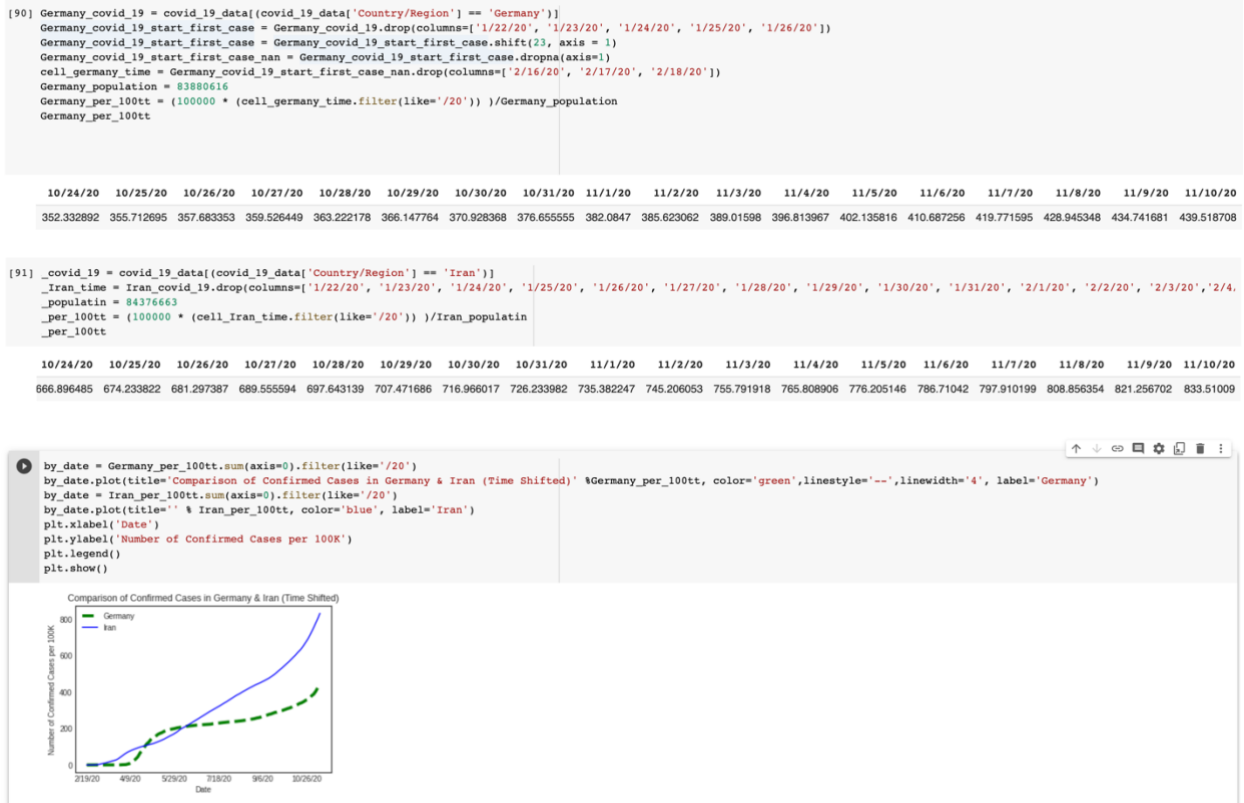 [90] Germany_covid_19 = covid_19_data[(covid_19_data['Country/Region'] == 'Germany')]
Germany_covid_19_start_first_case = Germany_covid_19.drop(columns=['1/22/20', '1/23/20', '1/24/20', '1/25/20', '1/26/20'])
Germany_covid_19_start_first_case = Germany_covid_19_start_first_case.shift(23, axis = 1)
Germany_covid_19_start_first_case_nan = Germany_covid_19_start_first_case.dropna(axis=1)
cell_germany_time = Germany_covid_19_start_first_case_nan.drop(columns=['2/16/20', '2/17/20', '2/18/20'])
Germany_population = 83880616
Germany_per_100tt = (100000 * (cell_germany_time.filter(like='/20')) )/Germany_population
Germany_per_100tt
10/24/20 10/25/20 10/26/20 10/27/20 10/28/20 10/29/20 10/30/20 10/31/20 11/1/20 11/2/20 11/3/20 11/4/20 11/5/20 11/6/20 11/7/20 11/8/20 11/9/20 11/10/20
352.332892 355.712695 357.683353 359.526449 363.222178 366.147764 370.928368 376.655555 382.0847 385.623062 389.01598 396.813967 402.135816 410.687256 419.771595 428.945348 434.741681 439.518708
[91] _covid_19 = covid_19_data[(covid_19_data['Country/Region'] == 'Iran')]
_Iran_time = Iran_covid_19.drop(columns=['1/22/20', '1/23/20', '1/24/20', '1/25/20', '1/26/20', '1/27/20', '1/28/20', '1/29/20', '1/30/20', '1/31/20', '2/1/20', '2/2/20', '2/3/20','2/4,
_populatin = 84376663
_per_100tt = (100000 * (cell_Iran_time.filter(like='/20')) )/Iran_populatin
_per_100tt
10/24/20 10/25/20 10/26/20 10/27/20 10/28/20 10/29/20 10/30/20 10/31/20 11/1/20 11/2/20 11/3/20 11/4/20 11/5/20 11/6/20 11/7/20 11/8/20 11/9/20 11/10/20
666.896485 674.233822 681.297387 689.555594 697.643139 707.471686 716.966017 726.233982 735.382247 745.206053 755.791918 765.808906 776.205146 786.71042 797.910199 808.856354 821.256702 833.51009
by_date = Germany_per_100tt.sum(axis=0).filter(like='/20')
by_date.plot(title='Comparison of Confirmed Cases in Germany & Iran (Time Shifted)' %Germany_per_100tt, color='green',linestyle='--',linewidth='4', label='Germany')
by_date = Iran_per_100tt.sum(axis=0).filter(like='/20')
by_date.plot(title='' % Iran_per_100tt, color='blue', label='Iran')
plt.xlabel('Date')
plt.ylabel('Number of Confirmed Cases per 100K')
plt.legend()
plt.show()
Comparison of Confirmed Cases in Germany & Iran (Time Shifted)
Germany
Iran
Number of Confirmed Cases per 100K
800
600
400
200
0
2/19/20 4/9/20 5/29/20 7/18/20 9/6/20 10/26/20
Date